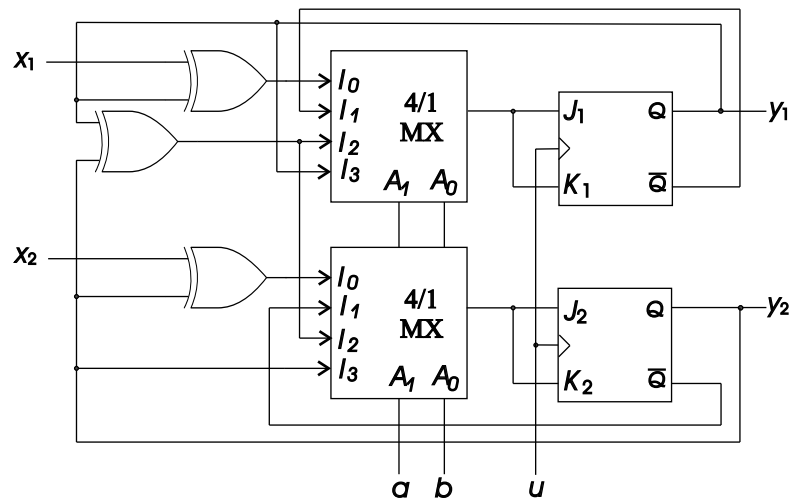 x1
I0
I1
I2
I3
4/1
MX
A1 A0
J1
K1
Q
Q̅
y1
x2
I0
I1
I2
I3
4/1
MX
A1 A0
J2
K2
Q
Q̅
y2
a b u